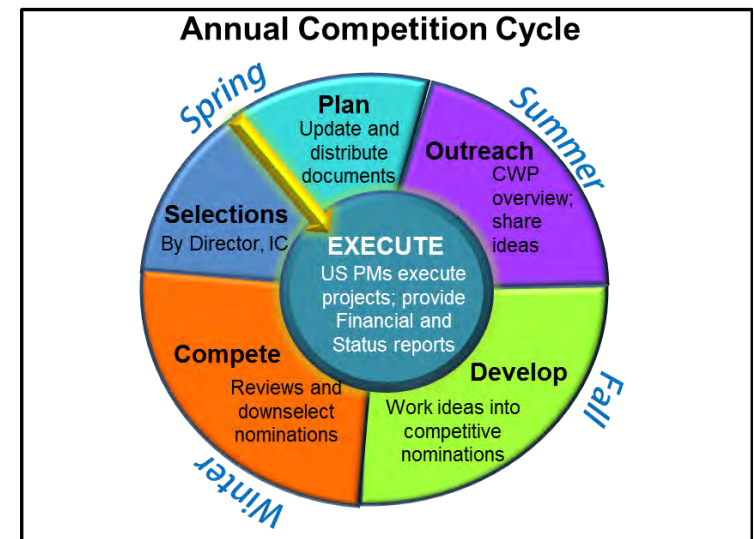 Annual Competition Cycle
Spring
Plan
Update and
distribute
documents
Summer
Outreach
CWP
overview;
share
ideas
Selections
By Director, IC
EXECUTE
US PMs execute
projects; provide
Financial and
Status reports
Compete
Reviews and
downselect
nominations
Develop
Work ideas into
competitive
nominations
Fall
Winter